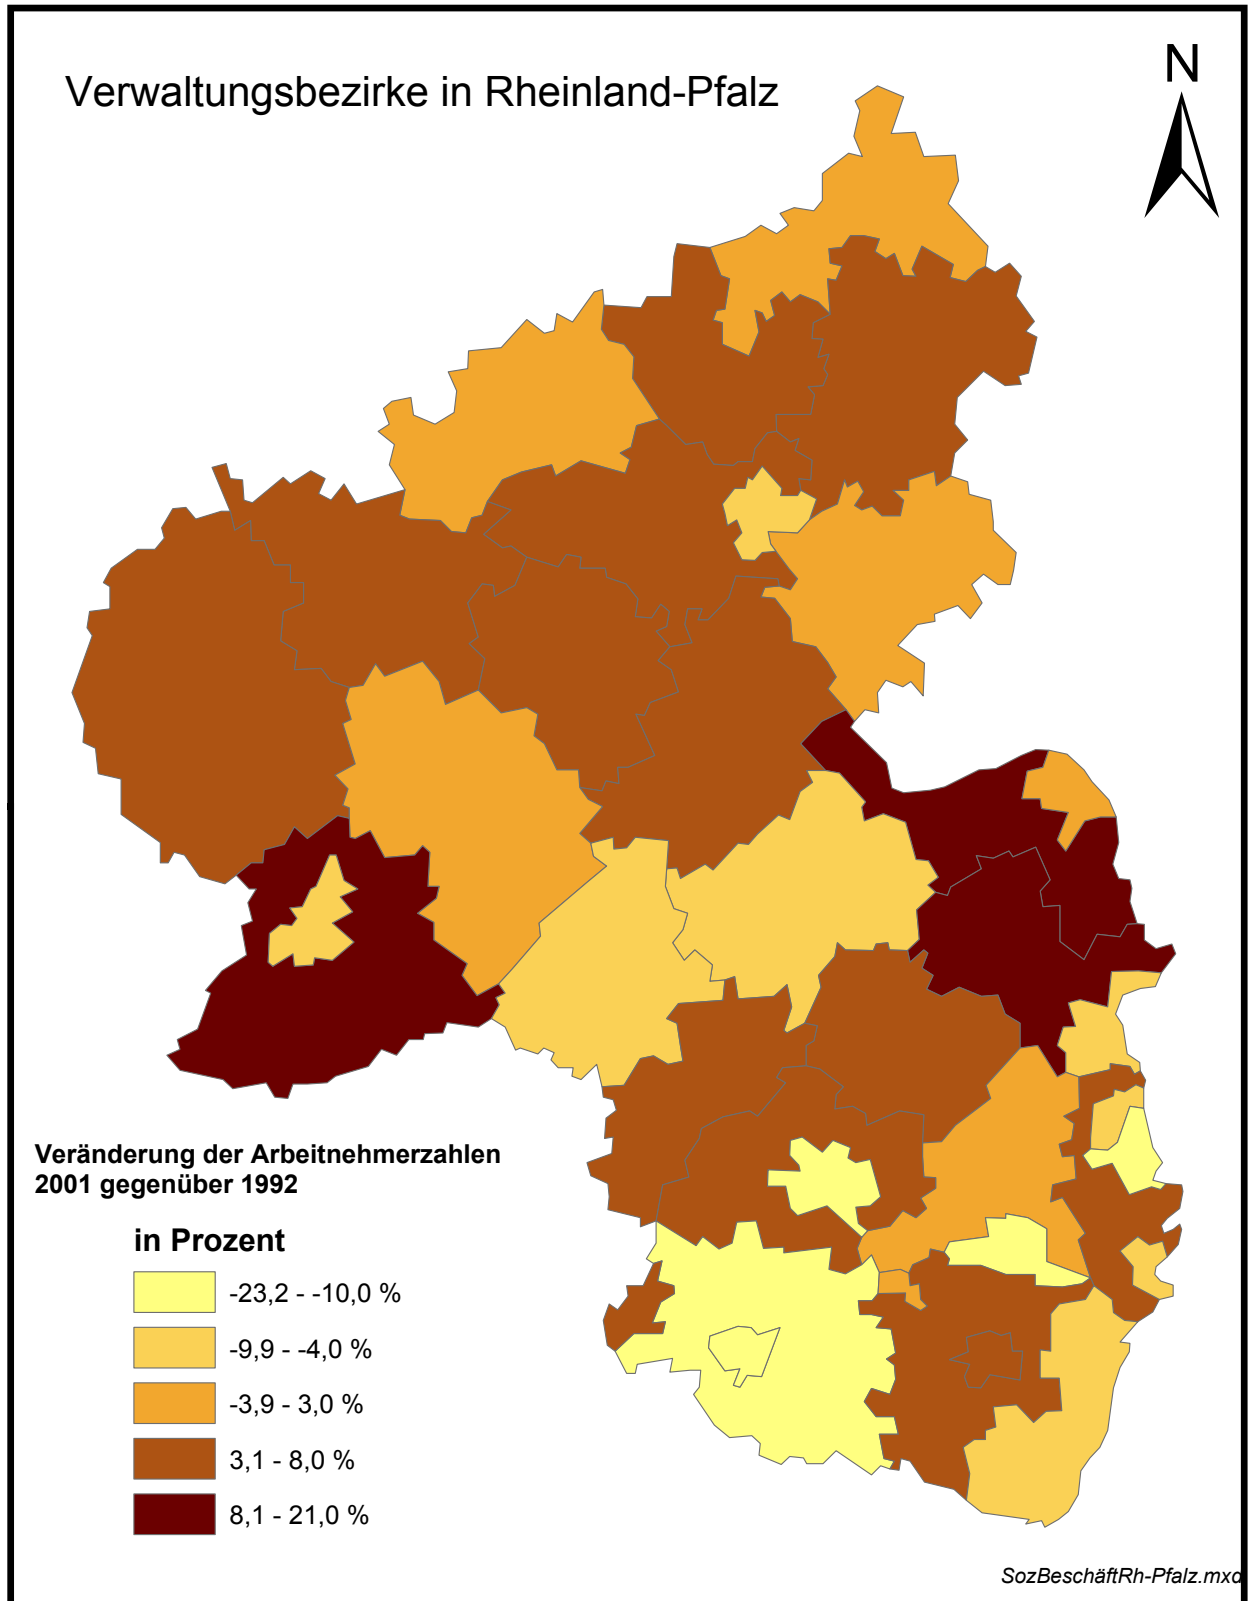 Verwaltungsbezirke in Rheinland-Pfalz
N
Veränderung der Arbeitnehmerzahlen
2001 gegenüber 1992
in Prozent
-23,2 - -10,0 %
-9,9 - -4,0 %
-3,9 - 3,0 %
3,1 - 8,0 %
8,1 - 21,0 %
SozBeschäftRh-Pfalz.mxd